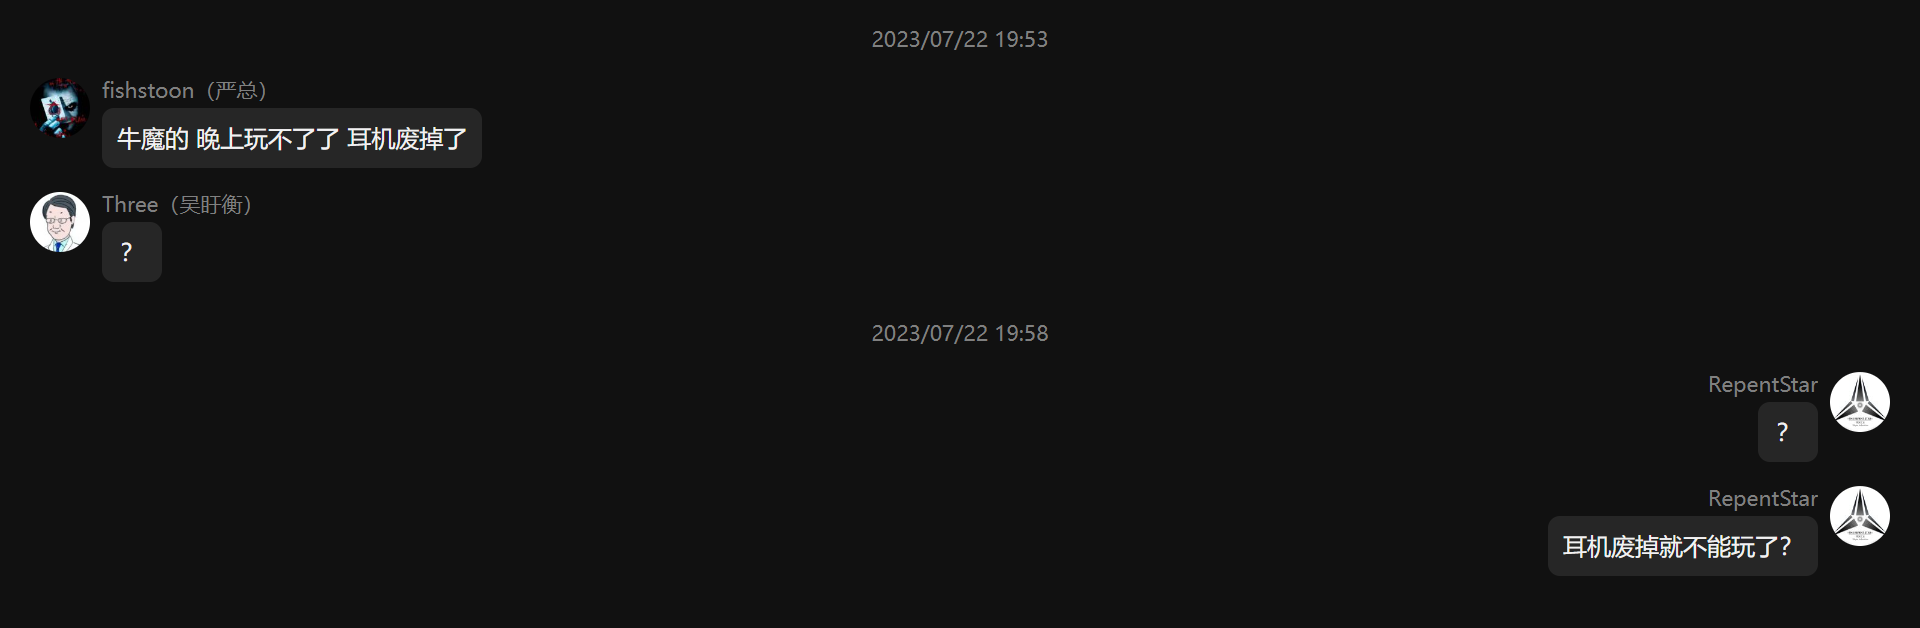 2023/07/22 19:53
fishstoon（严总）
牛魔的 晚上玩不了了 耳机废掉了
Three（吴盱衡）
？
2023/07/22 19:58
RepentStar
？
RepentStar
耳机废掉就不能玩了？